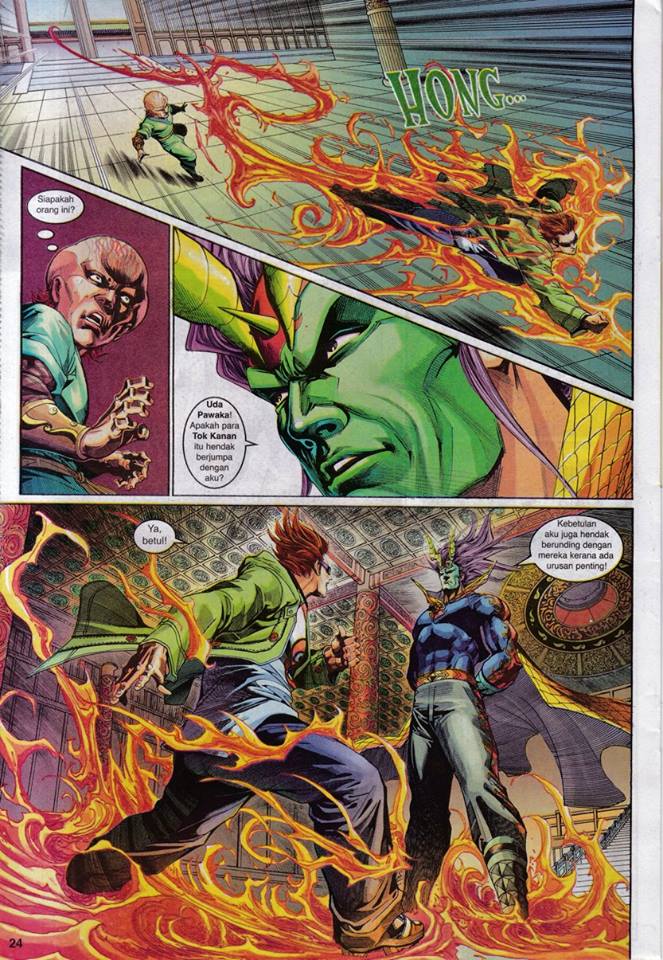 HONG...
Siapakah
orang ini?
Uda
Pawaka!
Apakah para
Tok Kanan
itu hendak
berjumpa
dengan
aku?
Ya,
betul!
Kebetulan
aku juga hendak
berunding dengan
mereka kerana ada
urusan penting!
24